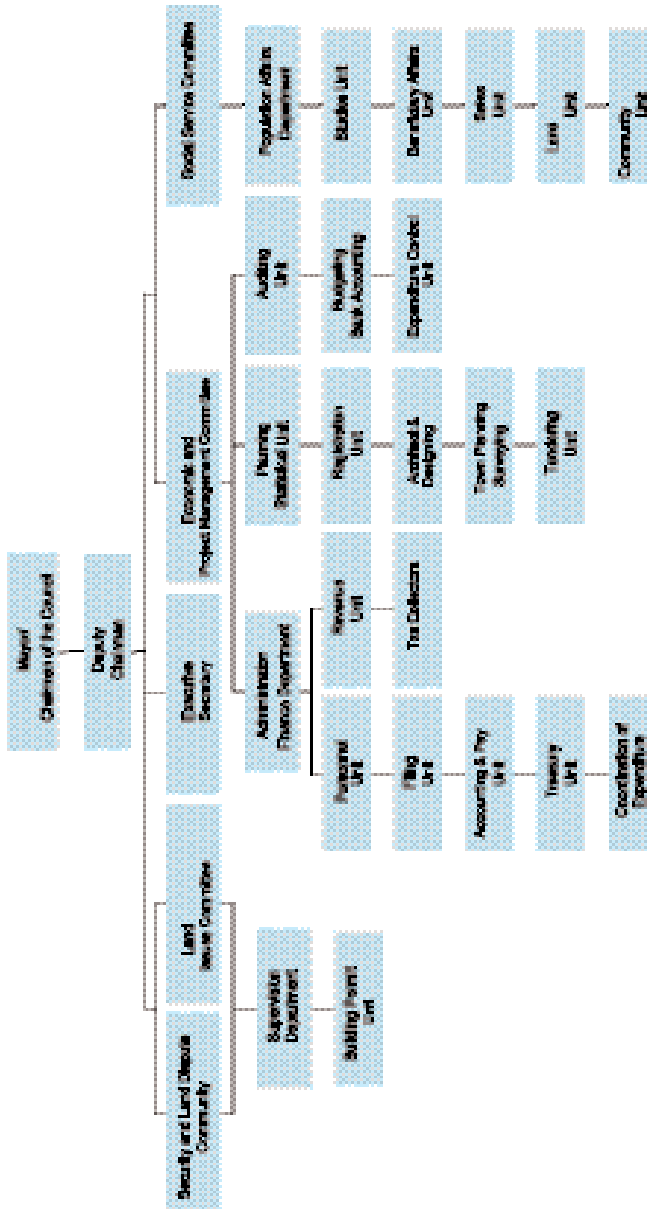 Mayor
Chairman of the Council
Deputy
Chairman
Security and Land Dispute
Community
Land
Issues Committee
Executive
Secretary
Economic and
Project Management Committee
Social Service Committee
Supervision
Department
Building Permit
Unit
Administration
Finance Department
Planning
Statistical Unit
Auditing
Unit
Population Affairs
Department
Personnel
Unit
Revenue
Unit
Registration
Unit
Budgeting
Bank Accounting
Studies Unit
Filing
Unit
Tax Collectors
Architect &
Designing
Expenditure Control
Unit
Beneficiary Affairs
Unit
Accounting & Pay
Unit
Town Planning
Surveying
Unit
Treasury
Unit
Tendering
Unit
Land
Unit
Coordination of
Expenditure
Community
Unit